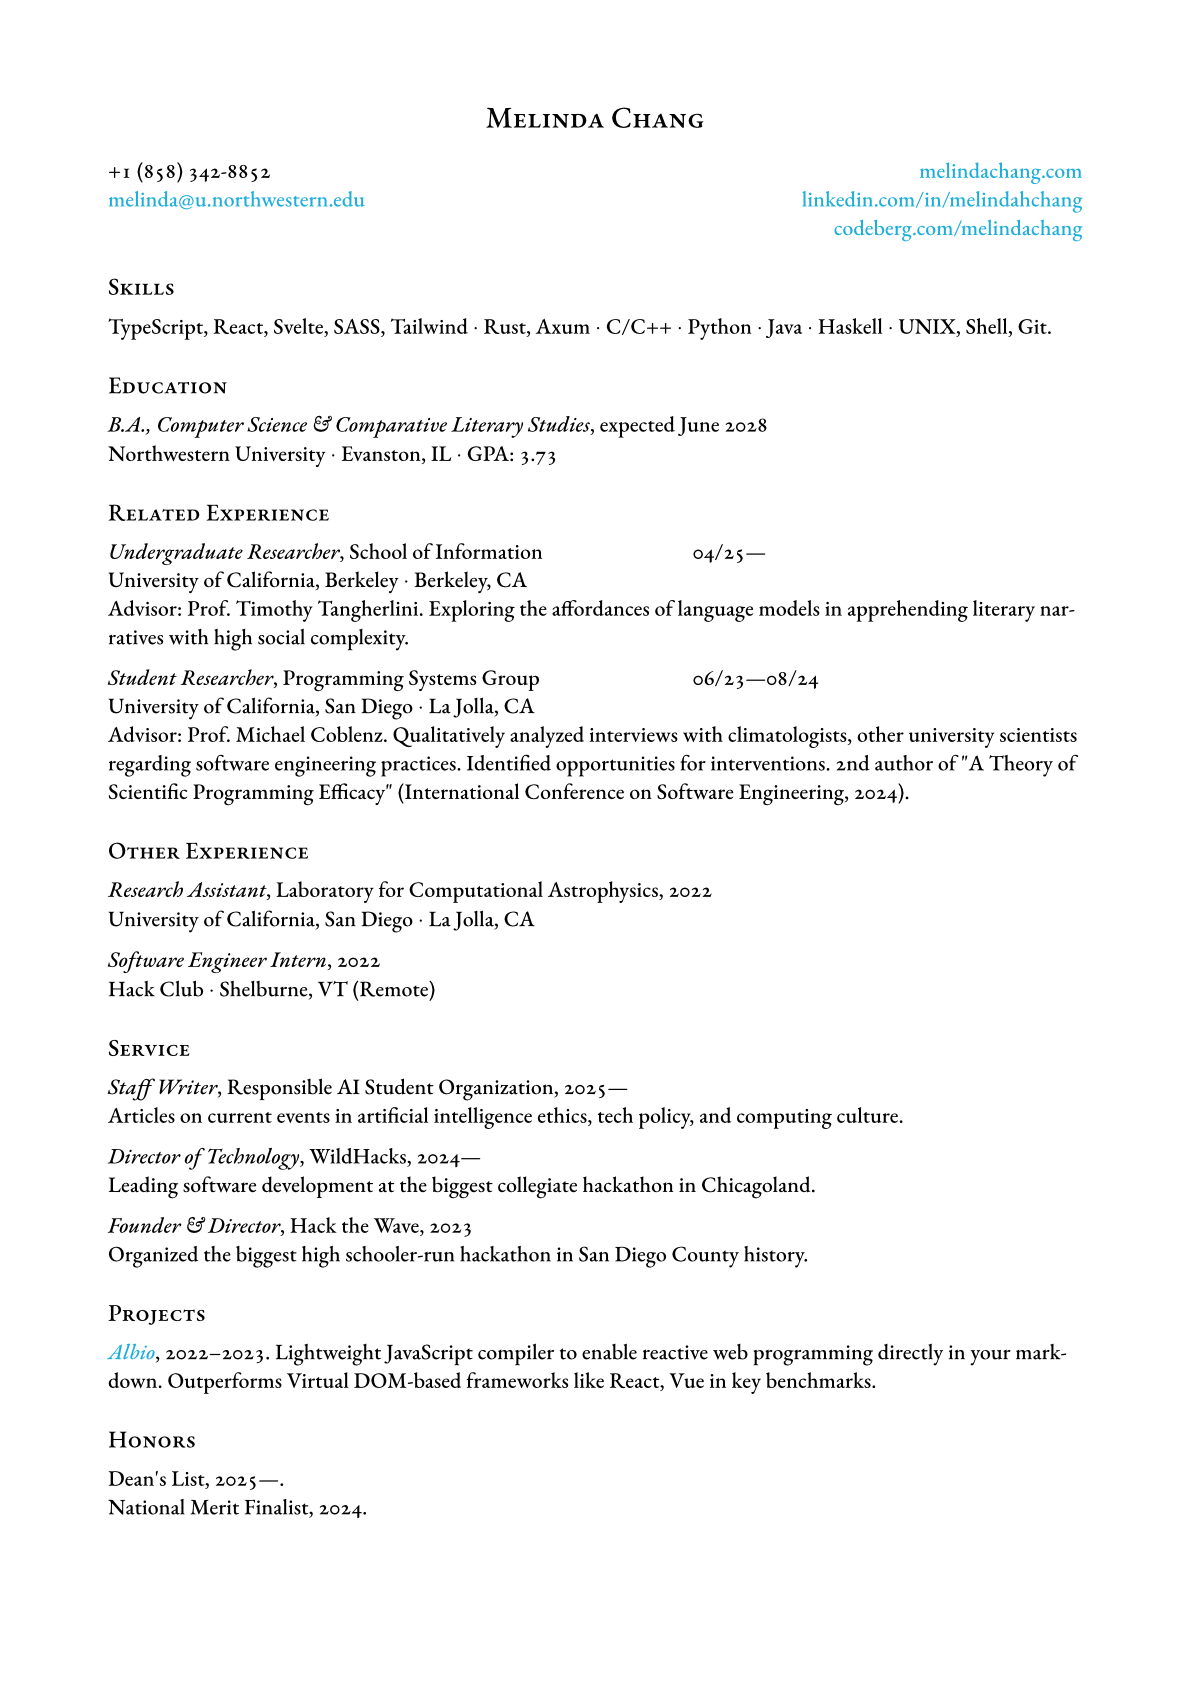 Melinda Chang
+1 (858) 342-8852
melinda@u.northwestern.edu
melindachang.com
linkedin.com/in/melindahchang
codeberg.com/melindachang
Skills
TypeScript, React, Svelte, SASS, Tailwind · Rust, Axum · C/C++ · Python · Java · Haskell · UNIX, Shell, Git.
Education
B.A., Computer Science & Comparative Literary Studies, expected June 2028
Northwestern University · Evanston, IL · GPA: 3.73
Related Experience
Undergraduate Researcher, School of Information 04/25—
University of California, Berkeley · Berkeley, CA
Advisor: Prof. Timothy Tangherlini. Exploring the affordances of language models in apprehending literary nar-
ratives with high social complexity.
Student Researcher, Programming Systems Group 06/23—08/24
University of California, San Diego · La Jolla, CA
Advisor: Prof. Michael Coblenz. Qualitatively analyzed interviews with climatologists, other university scientists
regarding software engineering practices. Identified opportunities for interventions. 2nd author of "A Theory of
Scientific Programming Efficacy" (International Conference on Software Engineering, 2024).
Other Experience
Research Assistant, Laboratory for Computational Astrophysics, 2022
University of California, San Diego · La Jolla, CA
Software Engineer Intern, 2022
Hack Club · Shelburne, VT (Remote)
Service
Staff Writer, Responsible AI Student Organization, 2025—
Articles on current events in artificial intelligence ethics, tech policy, and computing culture.
Director of Technology, WildHacks, 2024—
Leading software development at the biggest collegiate hackathon in Chicagoland.
Founder & Director, Hack the Wave, 2023
Organized the biggest high schooler-run hackathon in San Diego County history.
Projects
Albio, 2022–2023. Lightweight JavaScript compiler to enable reactive web programming directly in your mark-
down. Outperforms Virtual DOM-based frameworks like React, Vue in key benchmarks.
Honors
Dean's List, 2025—.
National Merit Finalist, 2024.